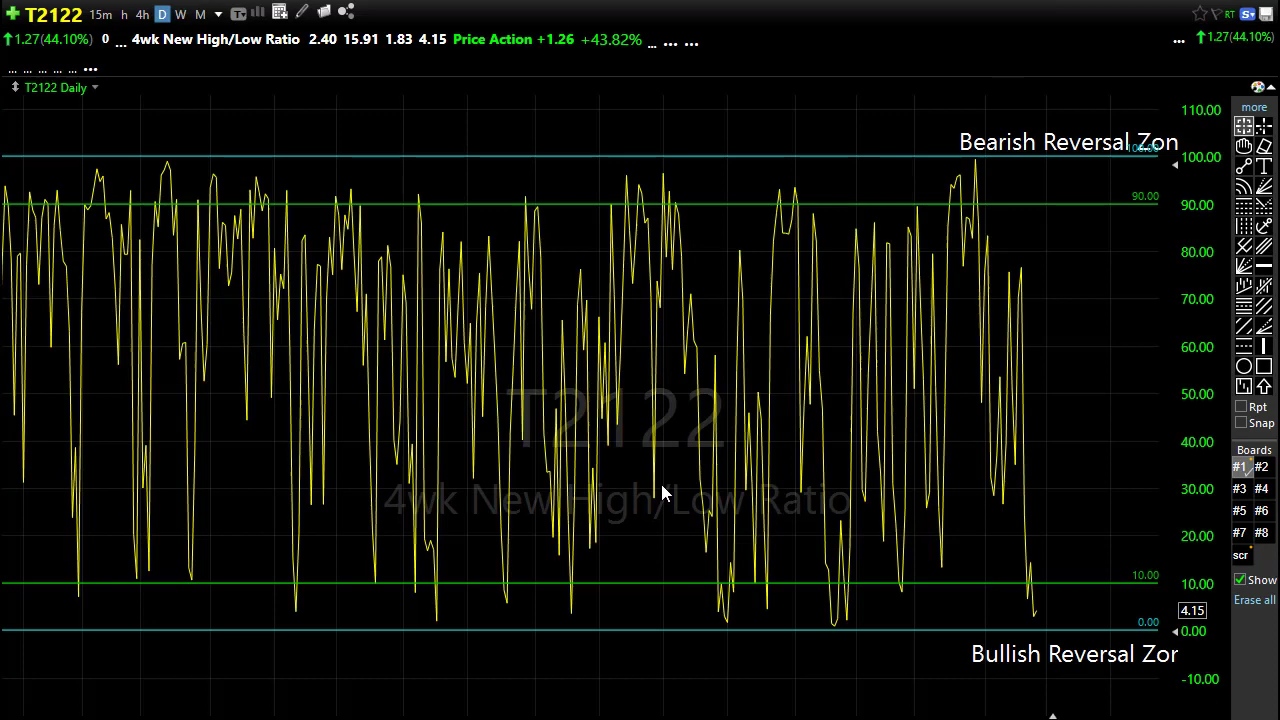 T2122 15m h 4h D W M T RT S
1.27(44.10%) 0 ... 4wk New High/Low Ratio 2.40 15.91 1.83 4.15 Price Action +1.26 +43.82% ... ... ... ... 1.27(44.10%)
... ... ... ... ... ...
T2122 Daily
more
110.00
Bearish Reversal Zon
100.00 100.00
90.00 90.00
80.00
70.00
60.00
50.00
40.00
30.00
20.00
10.00 10.00
4.15
0.00 0.00
-10.00
Bullish Reversal Zor
T2122
4wk New High/Low Ratio
T
Rpt
Snap
Boards
#1 #2
#3 #4
#5 #6
#7 #8
scr
Show
Erase all